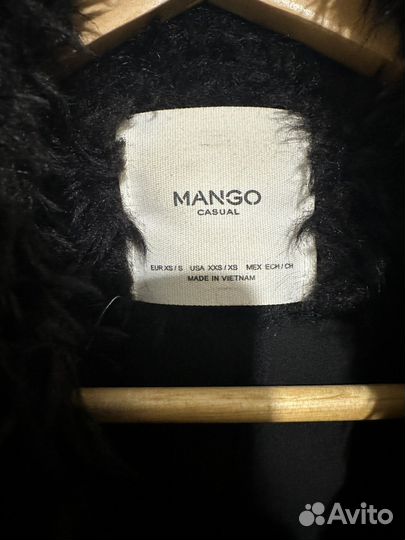 MANGO
CASUAL
EUR XS / S USA XXS / XS MEX ECH / CH
MADE IN VIETNAM
Avito